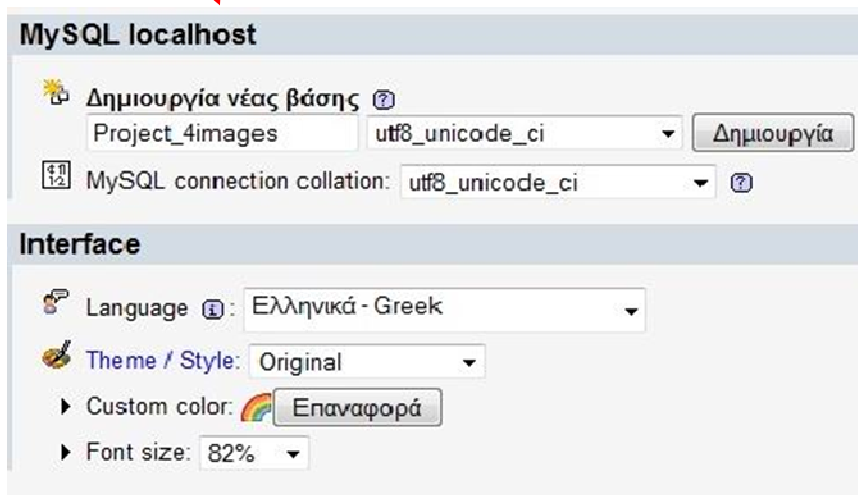 MySQL localhost
Δημιουργία νέας βάσης
Project_4images utf8_unicode_ci Δημιουργία
MySQL connection collation: utf8_unicode_ci
Interface
Language : Ελληνικά - Greek
Theme / Style: Original
Custom color: Επαναφορά
Font size: 82%